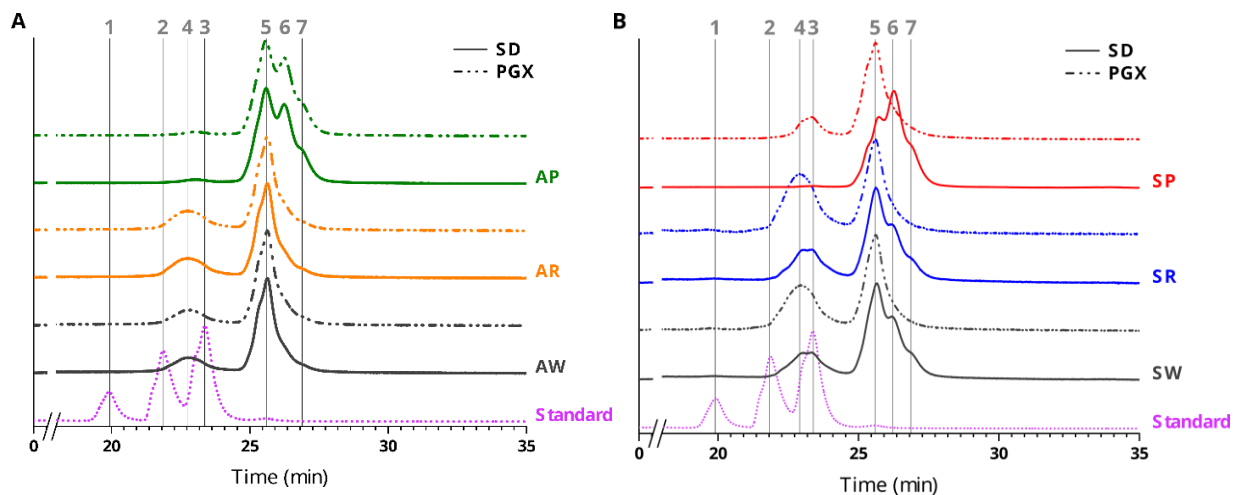 A
1 2 4 3 5 6 7
SD
PGX
AP
AR
AW
Standard
0 20 25 30 35
Time (min)
B
1 2 4 3 5 6 7
SD
PGX
SP
SR
SW
Standard
0 20 25 30 35
Time (min)